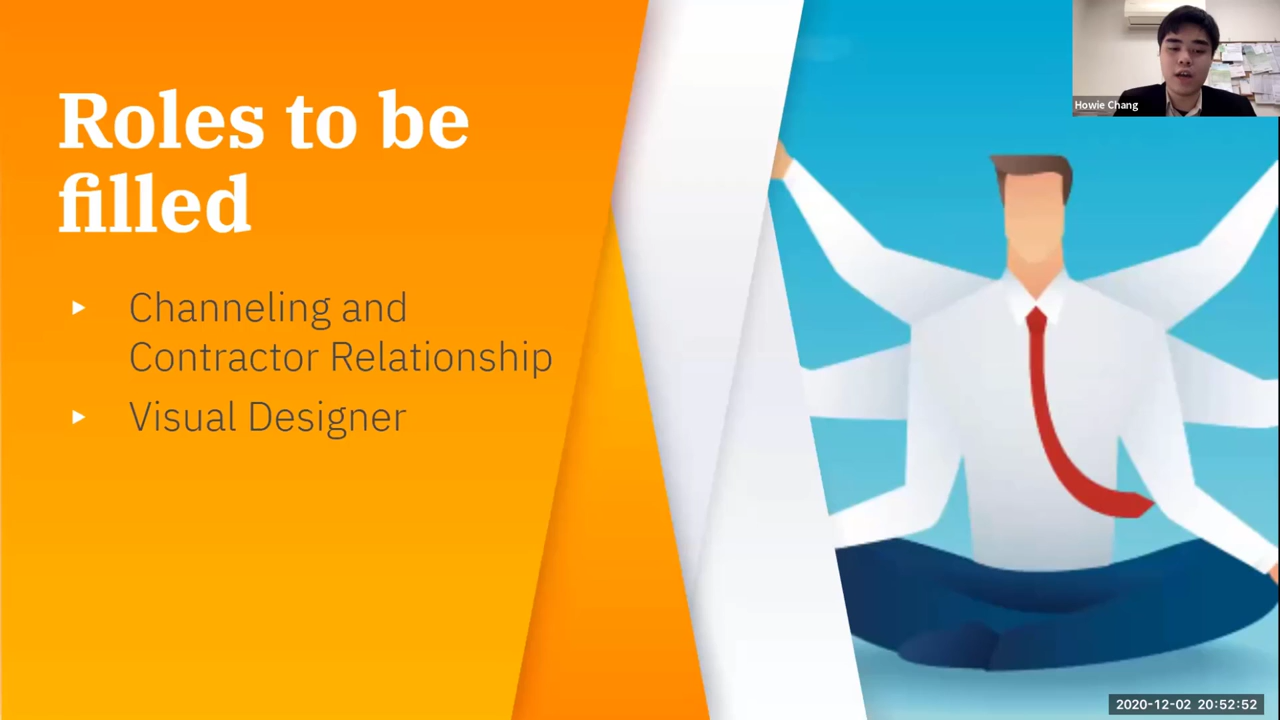 Roles to be
filled
Channeling and
Contractor Relationship
Visual Designer
Howie Chang
2020-12-02 20:52:52